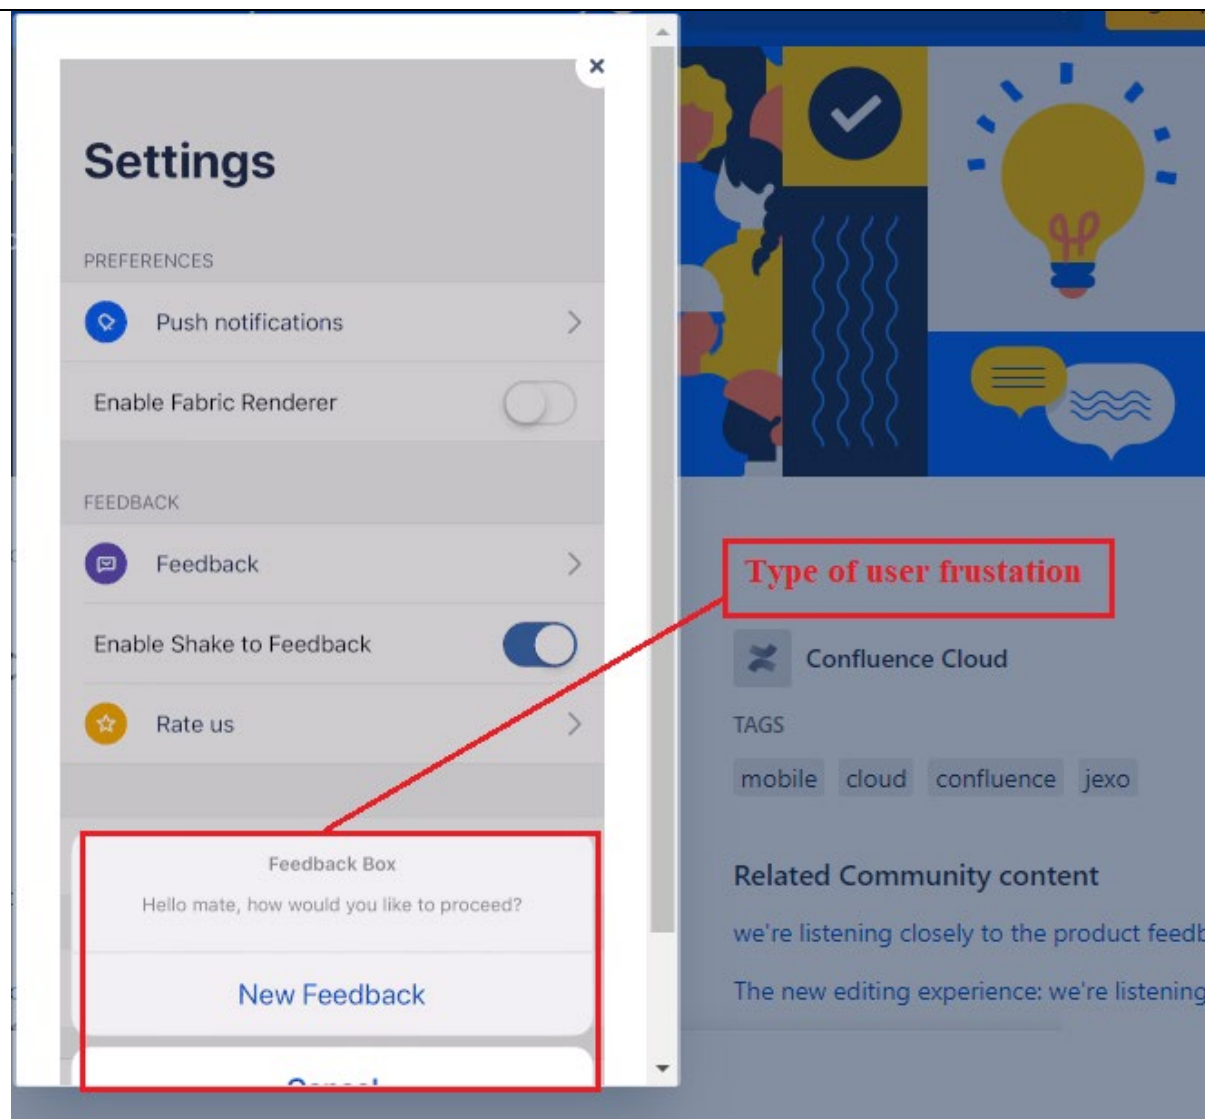 Settings
PREFERENCES
Push notifications
Enable Fabric Renderer
FEEDBACK
Feedback
Enable Shake to Feedback
Rate us
Feedback Box
Hello mate, how would you like to proceed?
New Feedback
Cancel
Type of user frustation
Confluence Cloud
TAGS
mobile cloud confluence jexo
Related Community content
we're listening closely to the product feedb
The new editing experience: we're listening